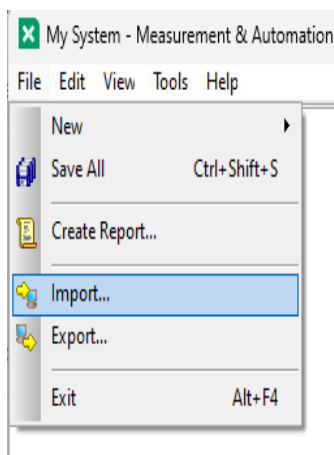 My System - Measurement & Automation
File Edit View Tools Help
New
Save All Ctrl+Shift+S
Create Report...
Import...
Export...
Exit Alt+F4